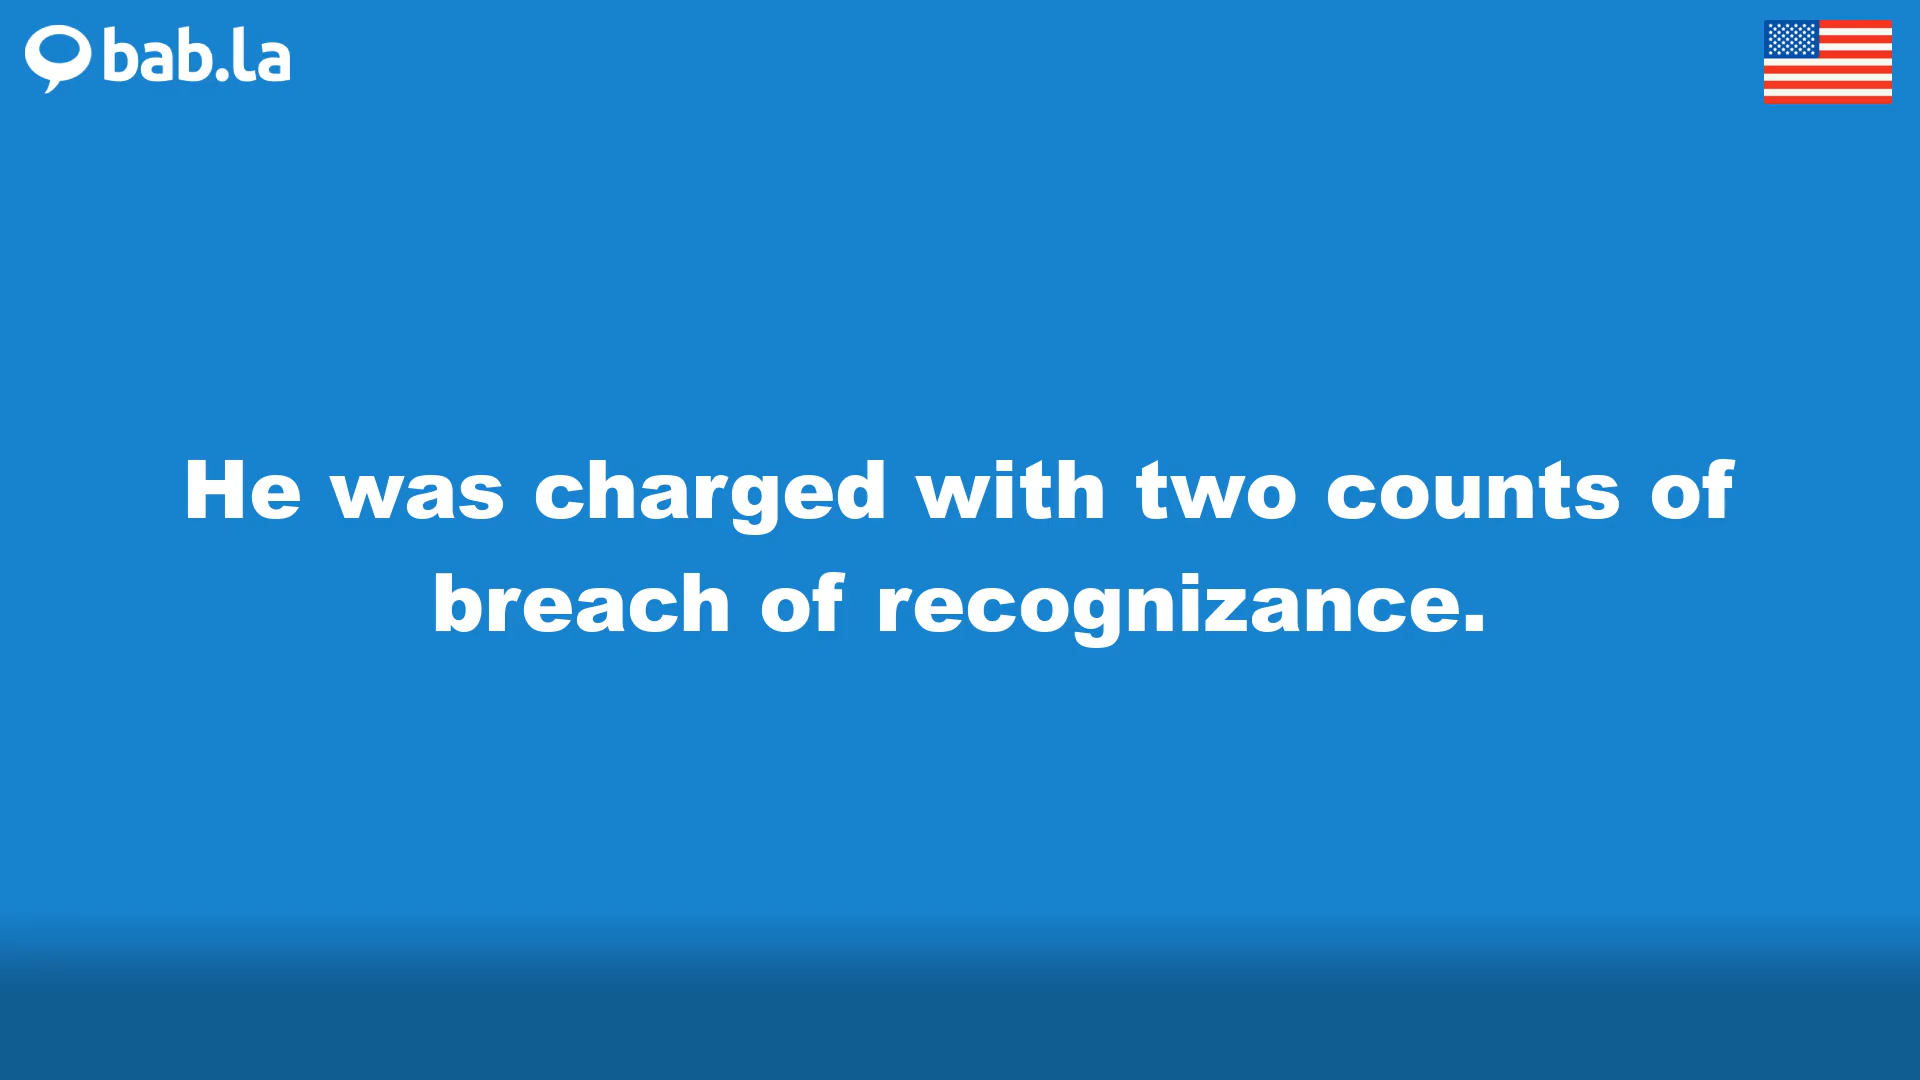 bab.la
He was charged with two counts of
breach of recognizance.